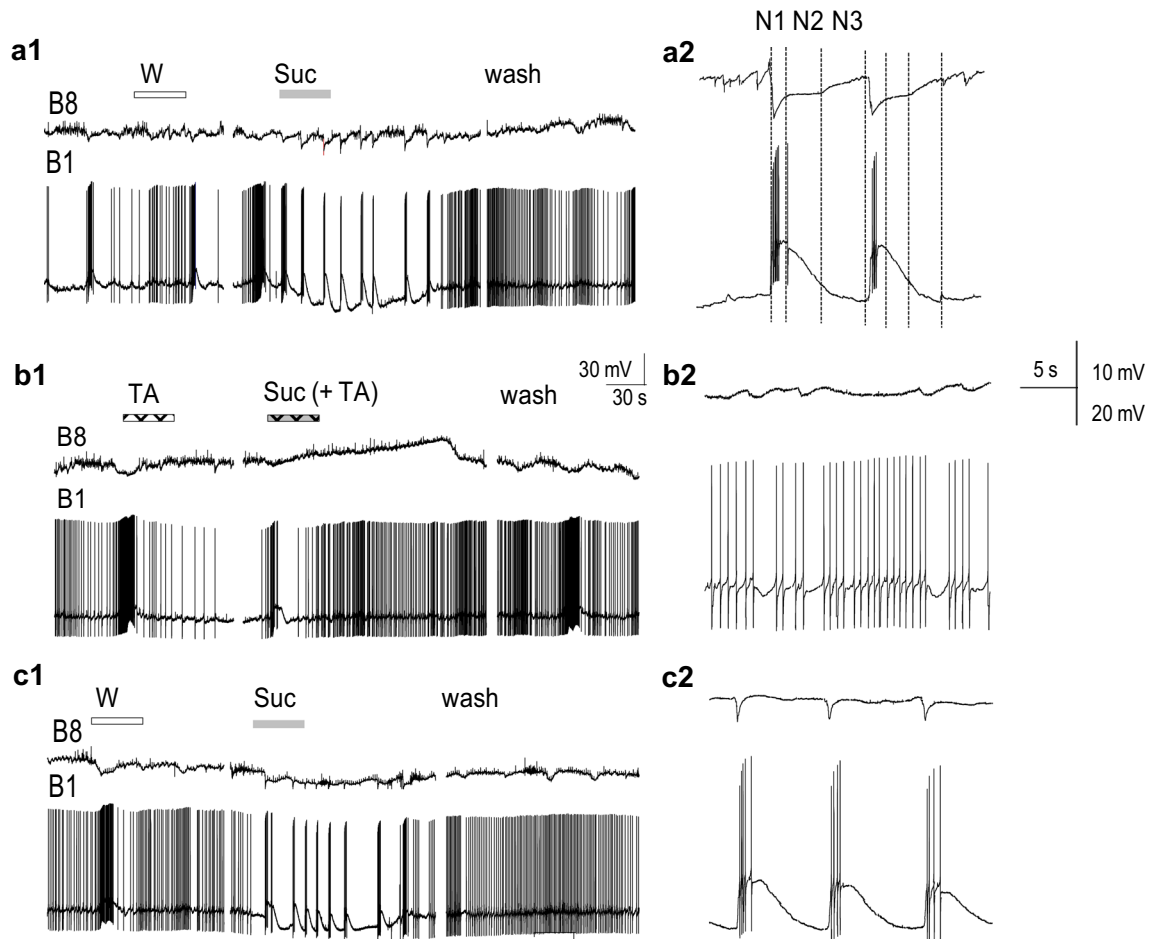 N1 N2 N3
a1
a2
W
Suc
wash
B8
B1
b1
TA
Suc (+ TA)
wash
30 mV
30 s
b2
5 s
10 mV
20 mV
B8
B1
c1
W
Suc
wash
c2
B8
B1